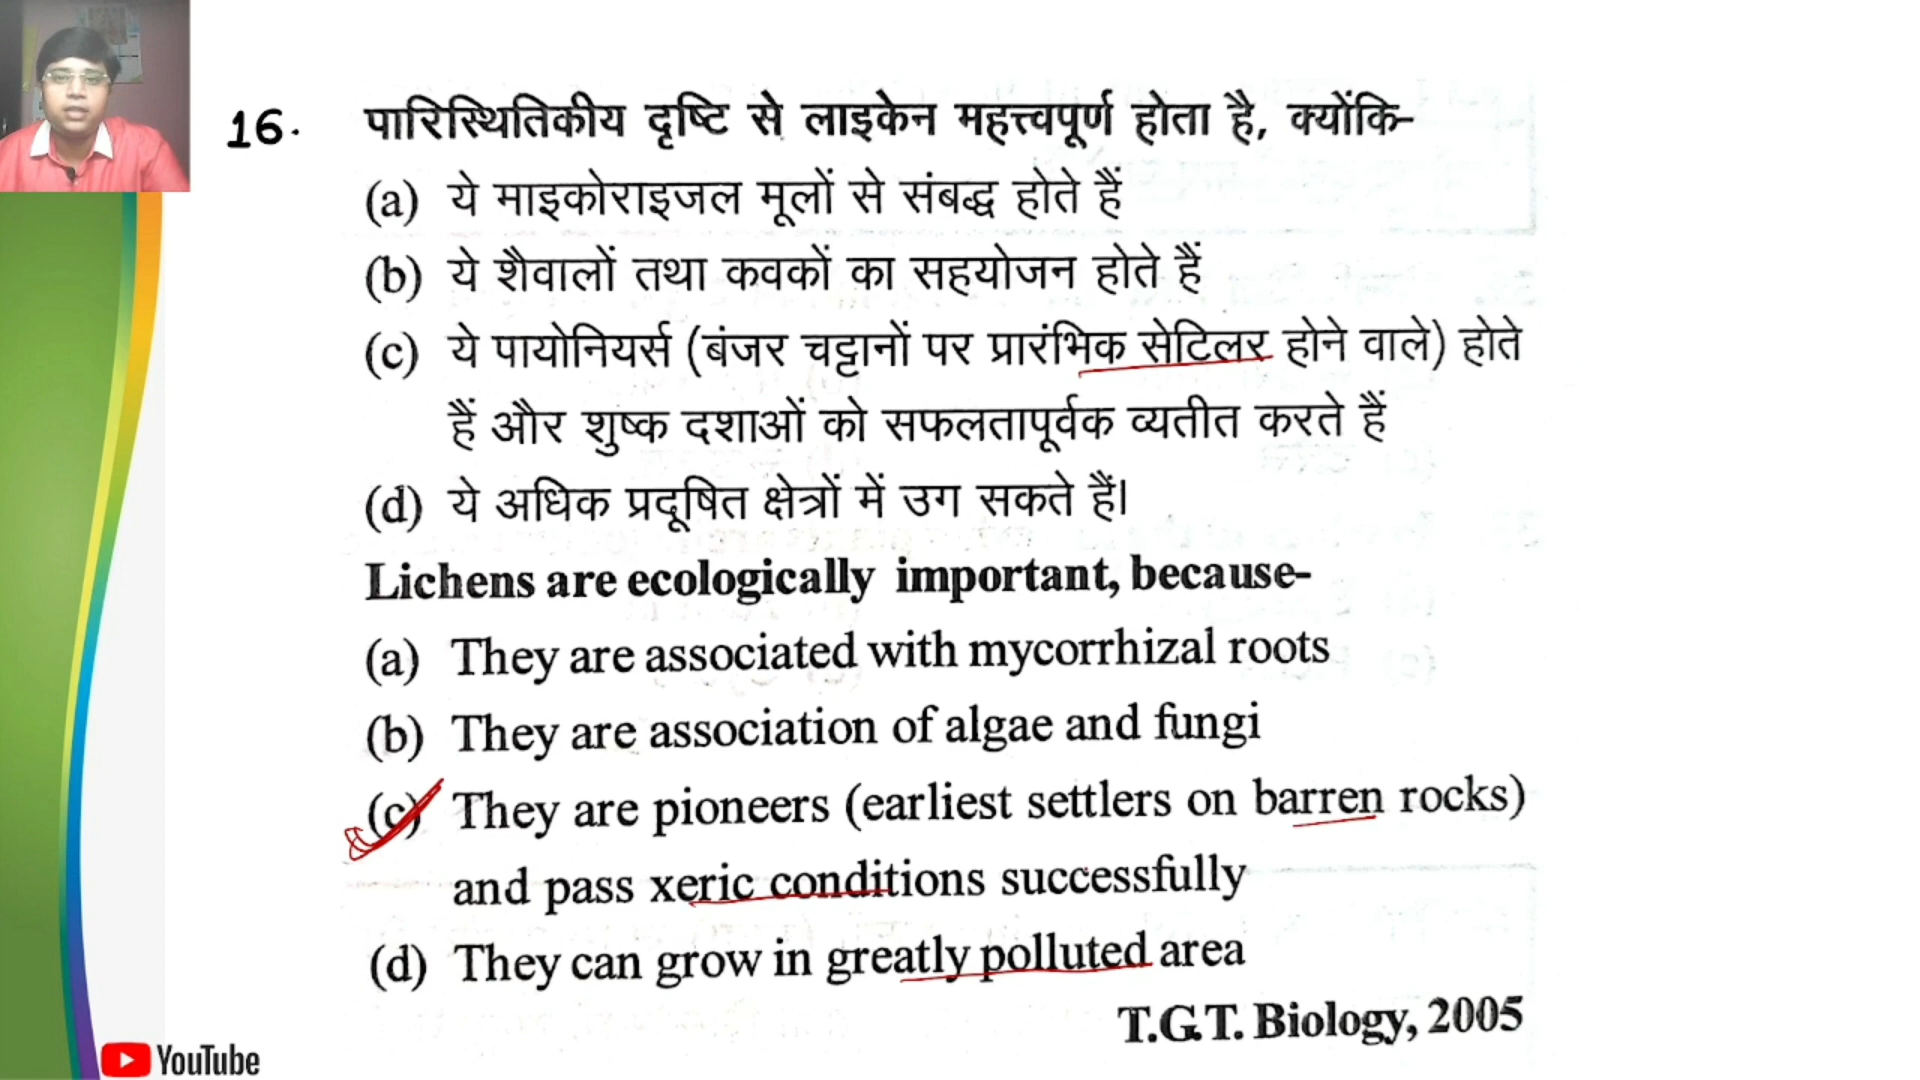 16. पारिस्थितिकीय दृष्टि से लाइकेन महत्त्वपूर्ण होता है, क्योंकि-
(a) ये माइकोराइजल मूलों से संबद्ध होते हैं
(b) ये शैवालों तथा कवकों का सहयोजन होते हैं
(c) ये पायोनियर्स (बंजर चट्टानों पर प्रारंभिक सेटिलर होने वाले) होते
हैं और शुष्क दशाओं को सफलतापूर्वक व्यतीत करते हैं
(d) ये अधिक प्रदूषित क्षेत्रों में उग सकते हैं।
Lichens are ecologically important, because-
(a) They are associated with mycorrhizal roots
(b) They are association of algae and fungi
(c) They are pioneers (earliest settlers on barren rocks)
and pass xeric conditions successfully
(d) They can grow in greatly polluted area
T.G.T. Biology, 2005
YouTube